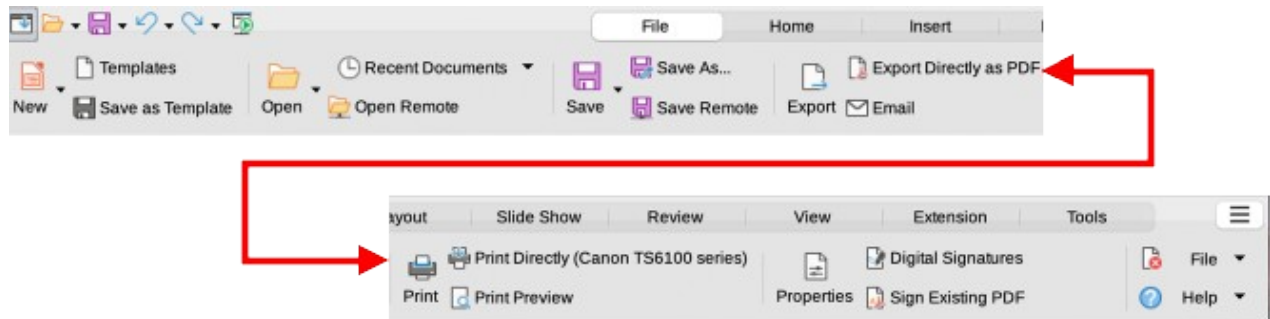 File Home Insert
Templates Recent Documents Save As... Export Directly as PDF
New Save as Template Open Open Remote Save Save Remote Export Email
ayout Slide Show Review View Extension Tools
Print Directly (Canon TS6100 series) Digital Signatures File
Print Print Preview Properties Sign Existing PDF Help